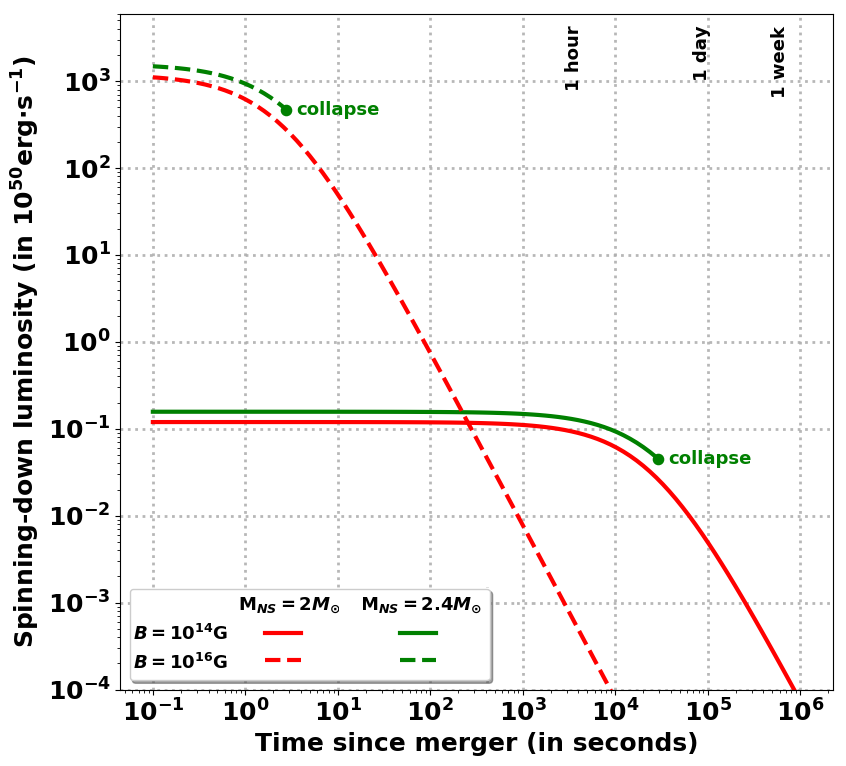 Spinning-down luminosity (in 10⁵⁰erg·s⁻¹)
10³
10²
10¹
10⁰
10⁻¹
10⁻²
10⁻³
10⁻⁴
1 hour
1 day
1 week
collapse
collapse
M_NS = 2M_⊙ M_NS = 2.4M_⊙
B = 10¹⁴G
B = 10¹⁶G
10⁻¹ 10⁰ 10¹ 10² 10³ 10⁴ 10⁵ 10⁶
Time since merger (in seconds)